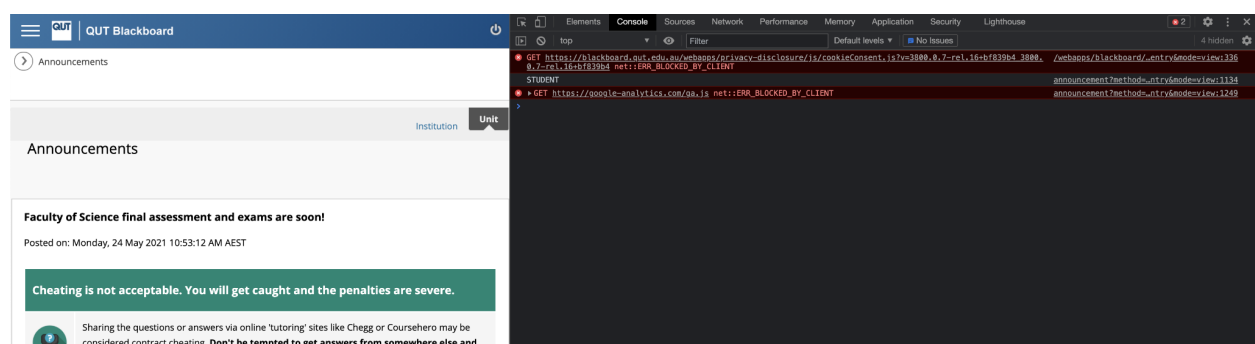 QUT QUT Blackboard
Announcements
Institution Unit
Announcements
Faculty of Science final assessment and exams are soon!
Posted on: Monday, 24 May 2021 10:53:12 AM AEST
Cheating is not acceptable. You will get caught and the penalties are severe.
Sharing the questions or answers via online 'tutoring' sites like Chegg or Coursehero may be
considered contract cheating. Don't be tempted to get answers from somewhere else and
Elements Console Sources Network Performance Memory Application Security Lighthouse 2
top Filter Default levels ▼ No Issues 4 hidden
GET https://blackboard.qut.edu.au/webapps/privacy-disclosure/js/cookieConsent.js?v=3800.0.7-rel.16+bf839b4 3800. /webapps/blackboard/…entry&mode=view:336
0.7-rel.16+bf839b4 net::ERR_BLOCKED_BY_CLIENT
STUDENT announcement?method=…ntry&mode=view:1134
GET https://google-analytics.com/ga.js net::ERR_BLOCKED_BY_CLIENT announcement?method=…ntry&mode=view:1249